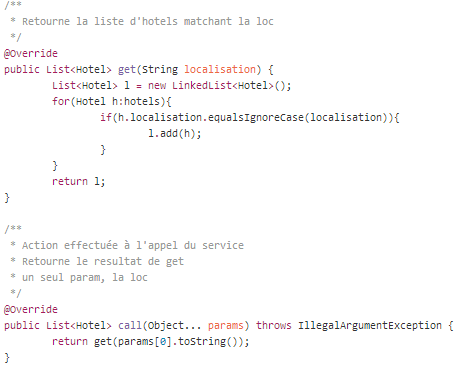 /**
 * Retourne la liste d'hotels matchant la loc
 */
@Override
public List<Hotel> get(String localisation) {
        List<Hotel> l = new LinkedList<Hotel>();
        for(Hotel h:hotels){
                if(h.localisation.equalsIgnoreCase(localisation)){
                        l.add(h);
                }
        }
        return l;
}

/**
 * Action effectuée à l'appel du service
 * Retourne le resultat de get
 * un seul param, la loc
 */
@Override
public List<Hotel> call(Object... params) throws IllegalArgumentException {
        return get(params[0].toString());
}